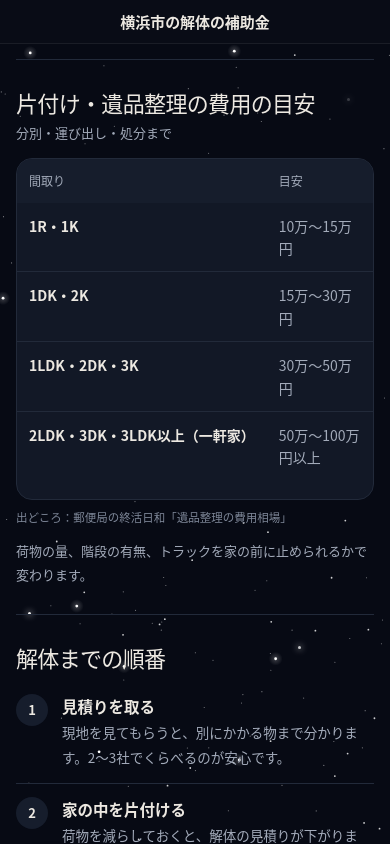 横浜市の解体の補助金
片付け・遺品整理の費用の目安
分別・運び出し・処分まで
間取り 目安
1R・1K 10万〜15万
円
1DK・2K 15万〜30万
円
1LDK・2DK・3K 30万〜50万
円
2LDK・3DK・3LDK以上（一軒家） 50万〜100万
円以上
出どころ：郵便局の終活日和「遺品整理の費用相場」
荷物の量、階段の有無、トラックを家の前に止められるかで
変わります。
解体までの順番
1 見積りを取る
現地を見てもらうと、別にかかる物まで分かりま
す。2〜3社でくらべるのが安心です。
2 家の中を片付ける
荷物を減らしておくと、解体の見積りが下がりま